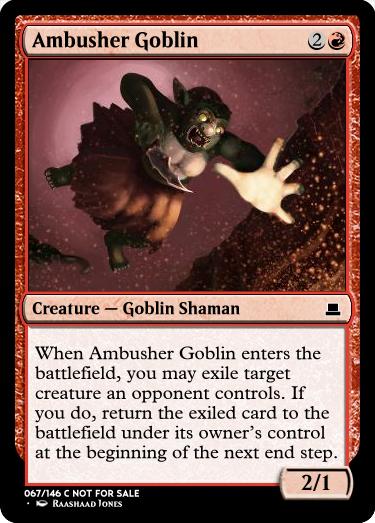 Ambusher Goblin 2
Creature — Goblin Shaman
When Ambusher Goblin enters the
battlefield, you may exile target
creature an opponent controls. If
you do, return the exiled card to the
battlefield under its owner's control
at the beginning of the next end step.
2/1
067/146 C NOT FOR SALE
· Raashaad Jones